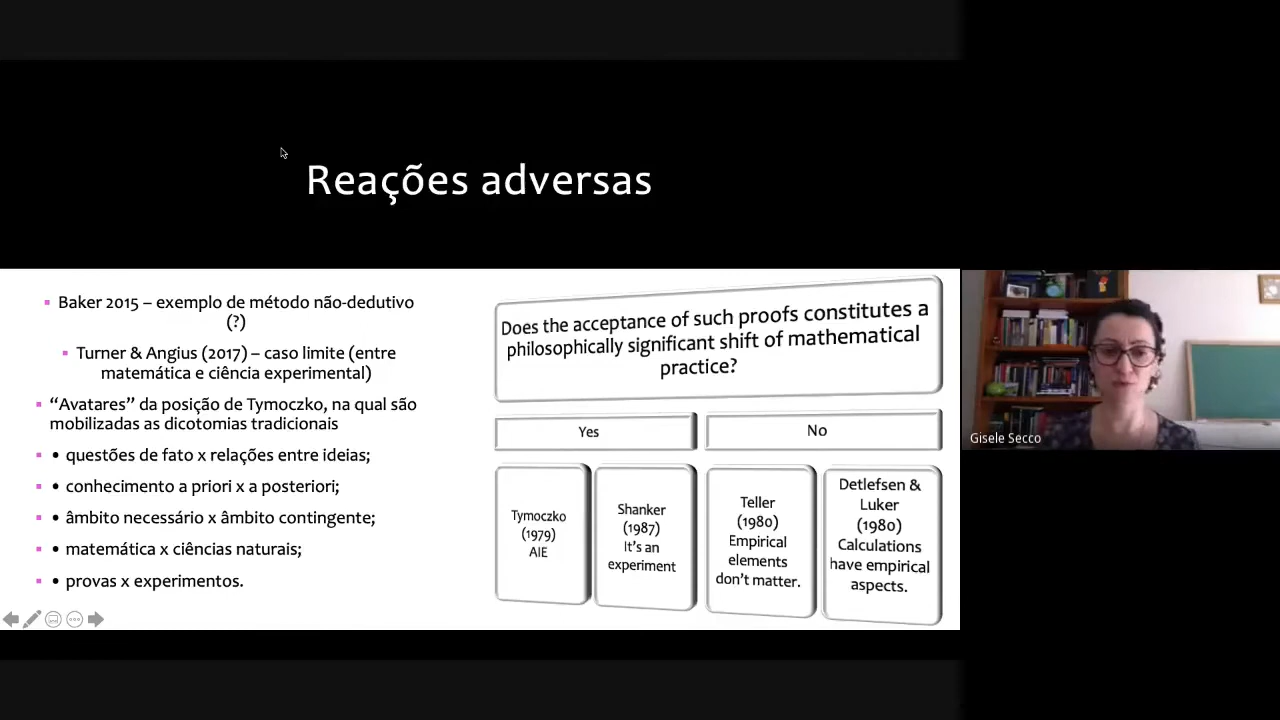 Reações adversas
▪ Baker 2015 – exemplo de método não-dedutivo
(?)
▪ Turner & Angius (2017) – caso limite (entre
matemática e ciência experimental)
▪ “Avatares” da posição de Tymoczko, na qual são
mobilizadas as dicotomias tradicionais
▪ • questões de fato x relações entre ideias;
▪ • conhecimento a priori x a posteriori;
▪ • âmbito necessário x âmbito contingente;
▪ • matemática x ciências naturais;
▪ • provas x experimentos.
Does the acceptance of such proofs constitutes a
philosophically significant shift of mathematical
practice?
Yes
No
Tymoczko
(1979)
AIE
Shanker
(1987)
It’s an
experiment
Teller
(1980)
Empirical
elements
don’t matter.
Detlefsen &
Luker
(1980)
Calculations
have empirical
aspects.
Gisele Secco